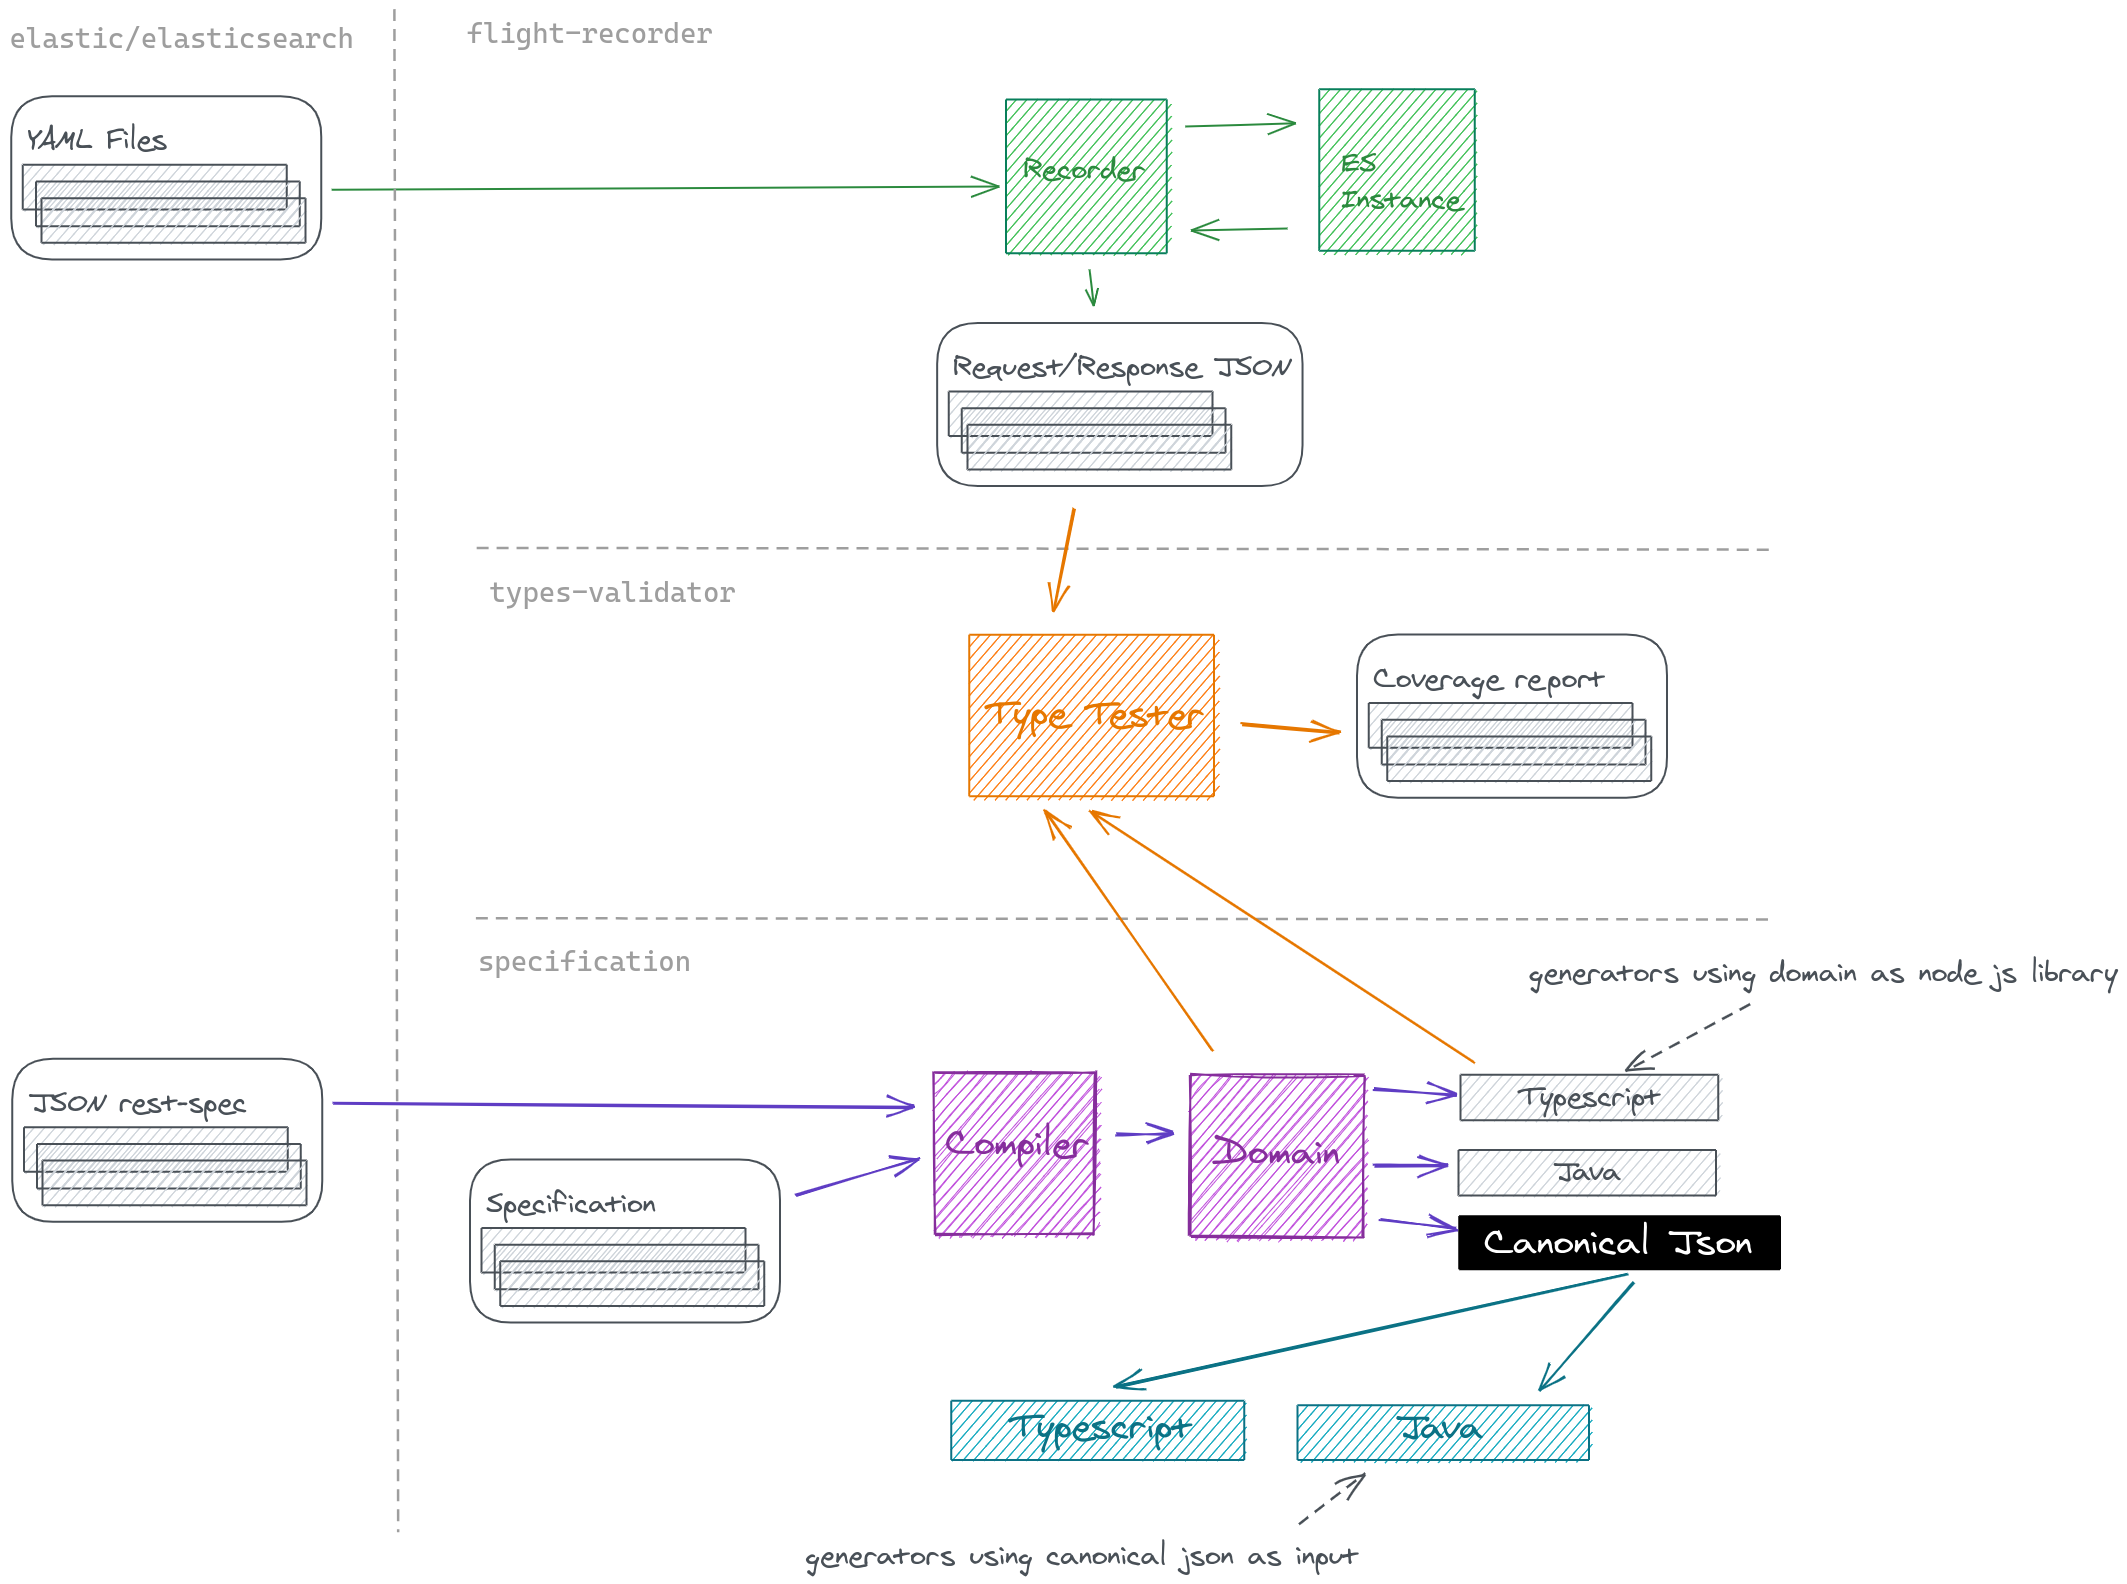 elastic/elasticsearch
flight-recorder
YAML Files
Recorder
ES
Instance
Request/Response JSON
types-validator
Type Tester
Coverage report
specification
generators using domain as node js library
JSON rest-spec
Specification
Compiler
Domain
Typescript
Java
Canonical Json
Typescript
Java
generators using canonical json as input